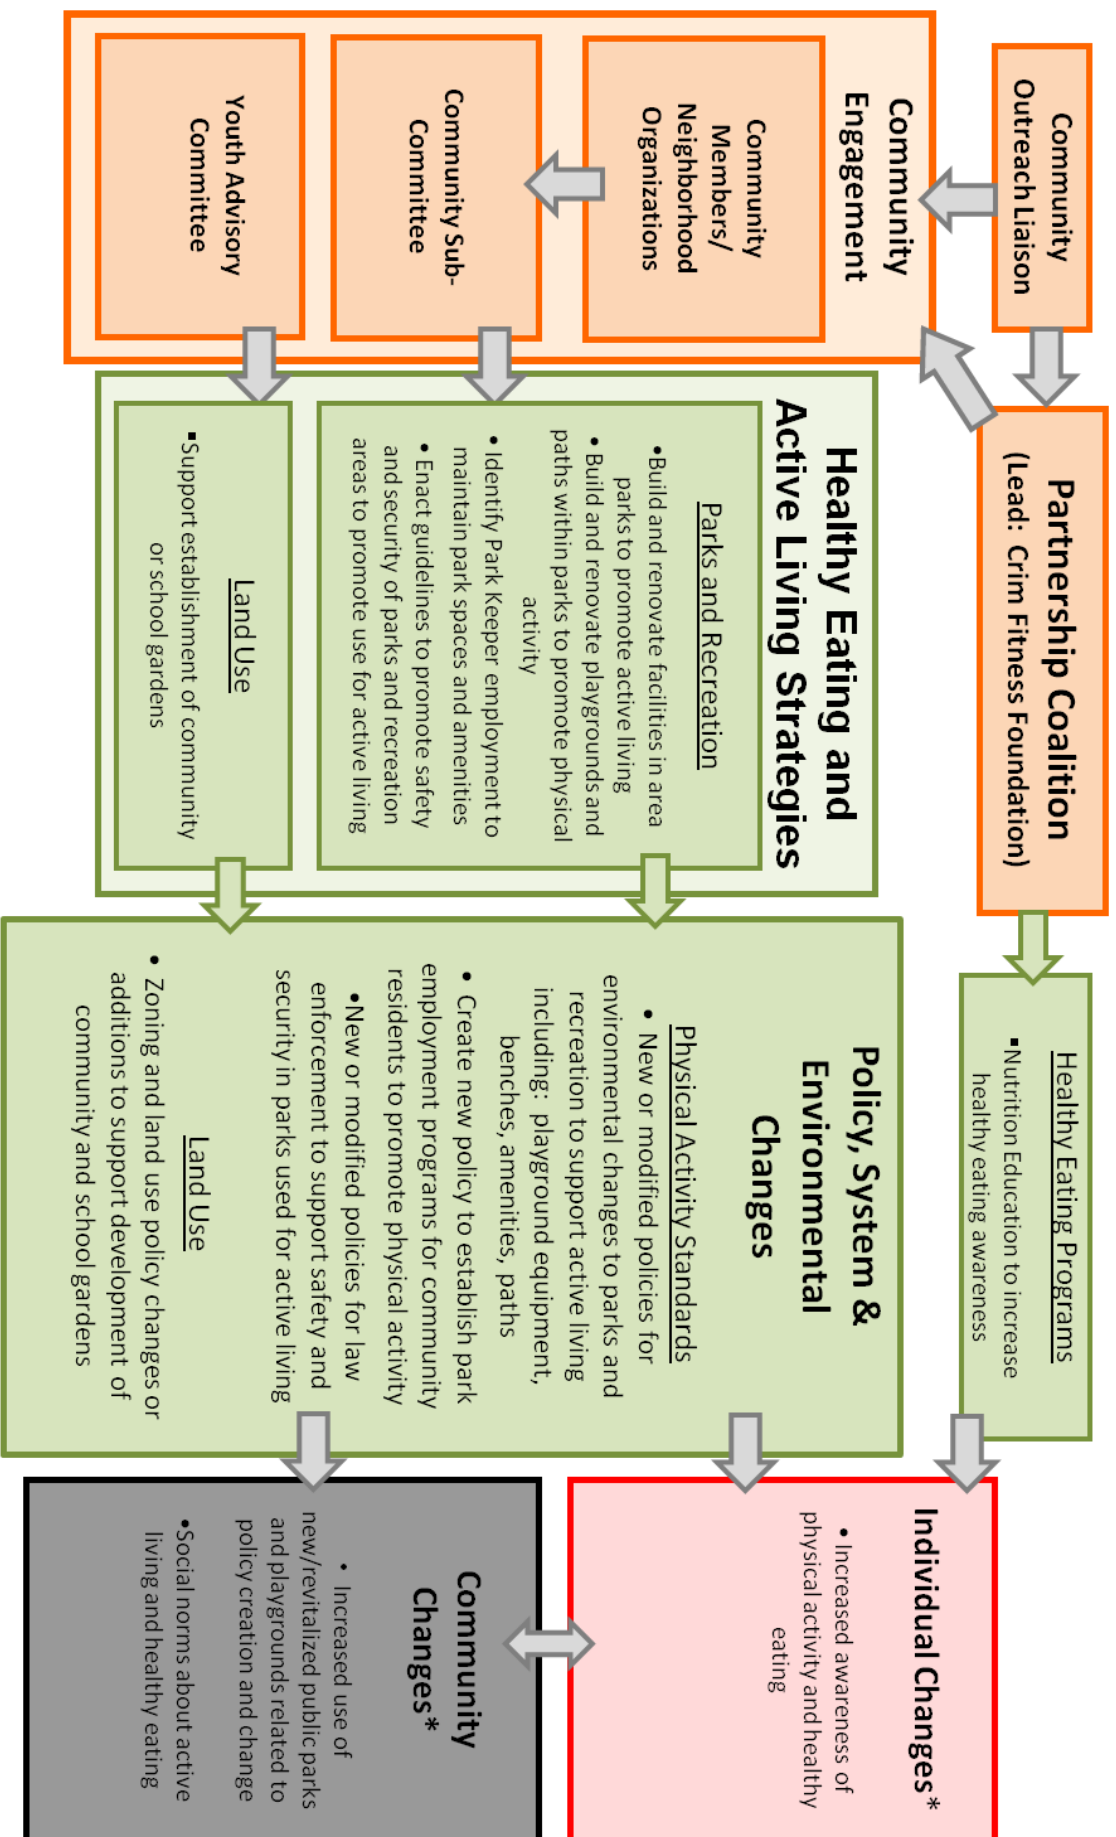 Community
Outreach Liaison
Partnership Coalition
(Lead: Crim Fitness Foundation)
Healthy Eating Programs
▪Nutrition Education to increase
healthy eating awareness
Community
Engagement
Community
Members/
Neighborhood
Organizations
Community Sub-
Committee
Youth Advisory
Committee
Healthy Eating and
Active Living Strategies
Parks and Recreation
•Build and renovate facilities in area
parks to promote active living
• Build and renovate playgrounds and
paths within parks to promote physical
activity
• Identify Park Keeper employment to
maintain park spaces and amenities
• Enact guidelines to promote safety
and security of parks and recreation
areas to promote use for active living
Land Use
▪Support establishment of community
or school gardens
Policy, System &
Environmental
Changes
Physical Activity Standards
• New or modified policies for
environmental changes to parks and
recreation to support active living
including: playground equipment,
benches, amenities, paths
• Create new policy to establish park
employment programs for community
residents to promote physical activity
•New or modified policies for law
enforcement to support safety and
security in parks used for active living
Land Use
• Zoning and land use policy changes or
additions to support development of
community and school gardens
Individual Changes*
• Increased awareness of
physical activity and healthy
eating
Community
Changes*
• Increased use of
new/revitalized public parks
and playgrounds related to
policy creation and change
•Social norms about active
living and healthy eating